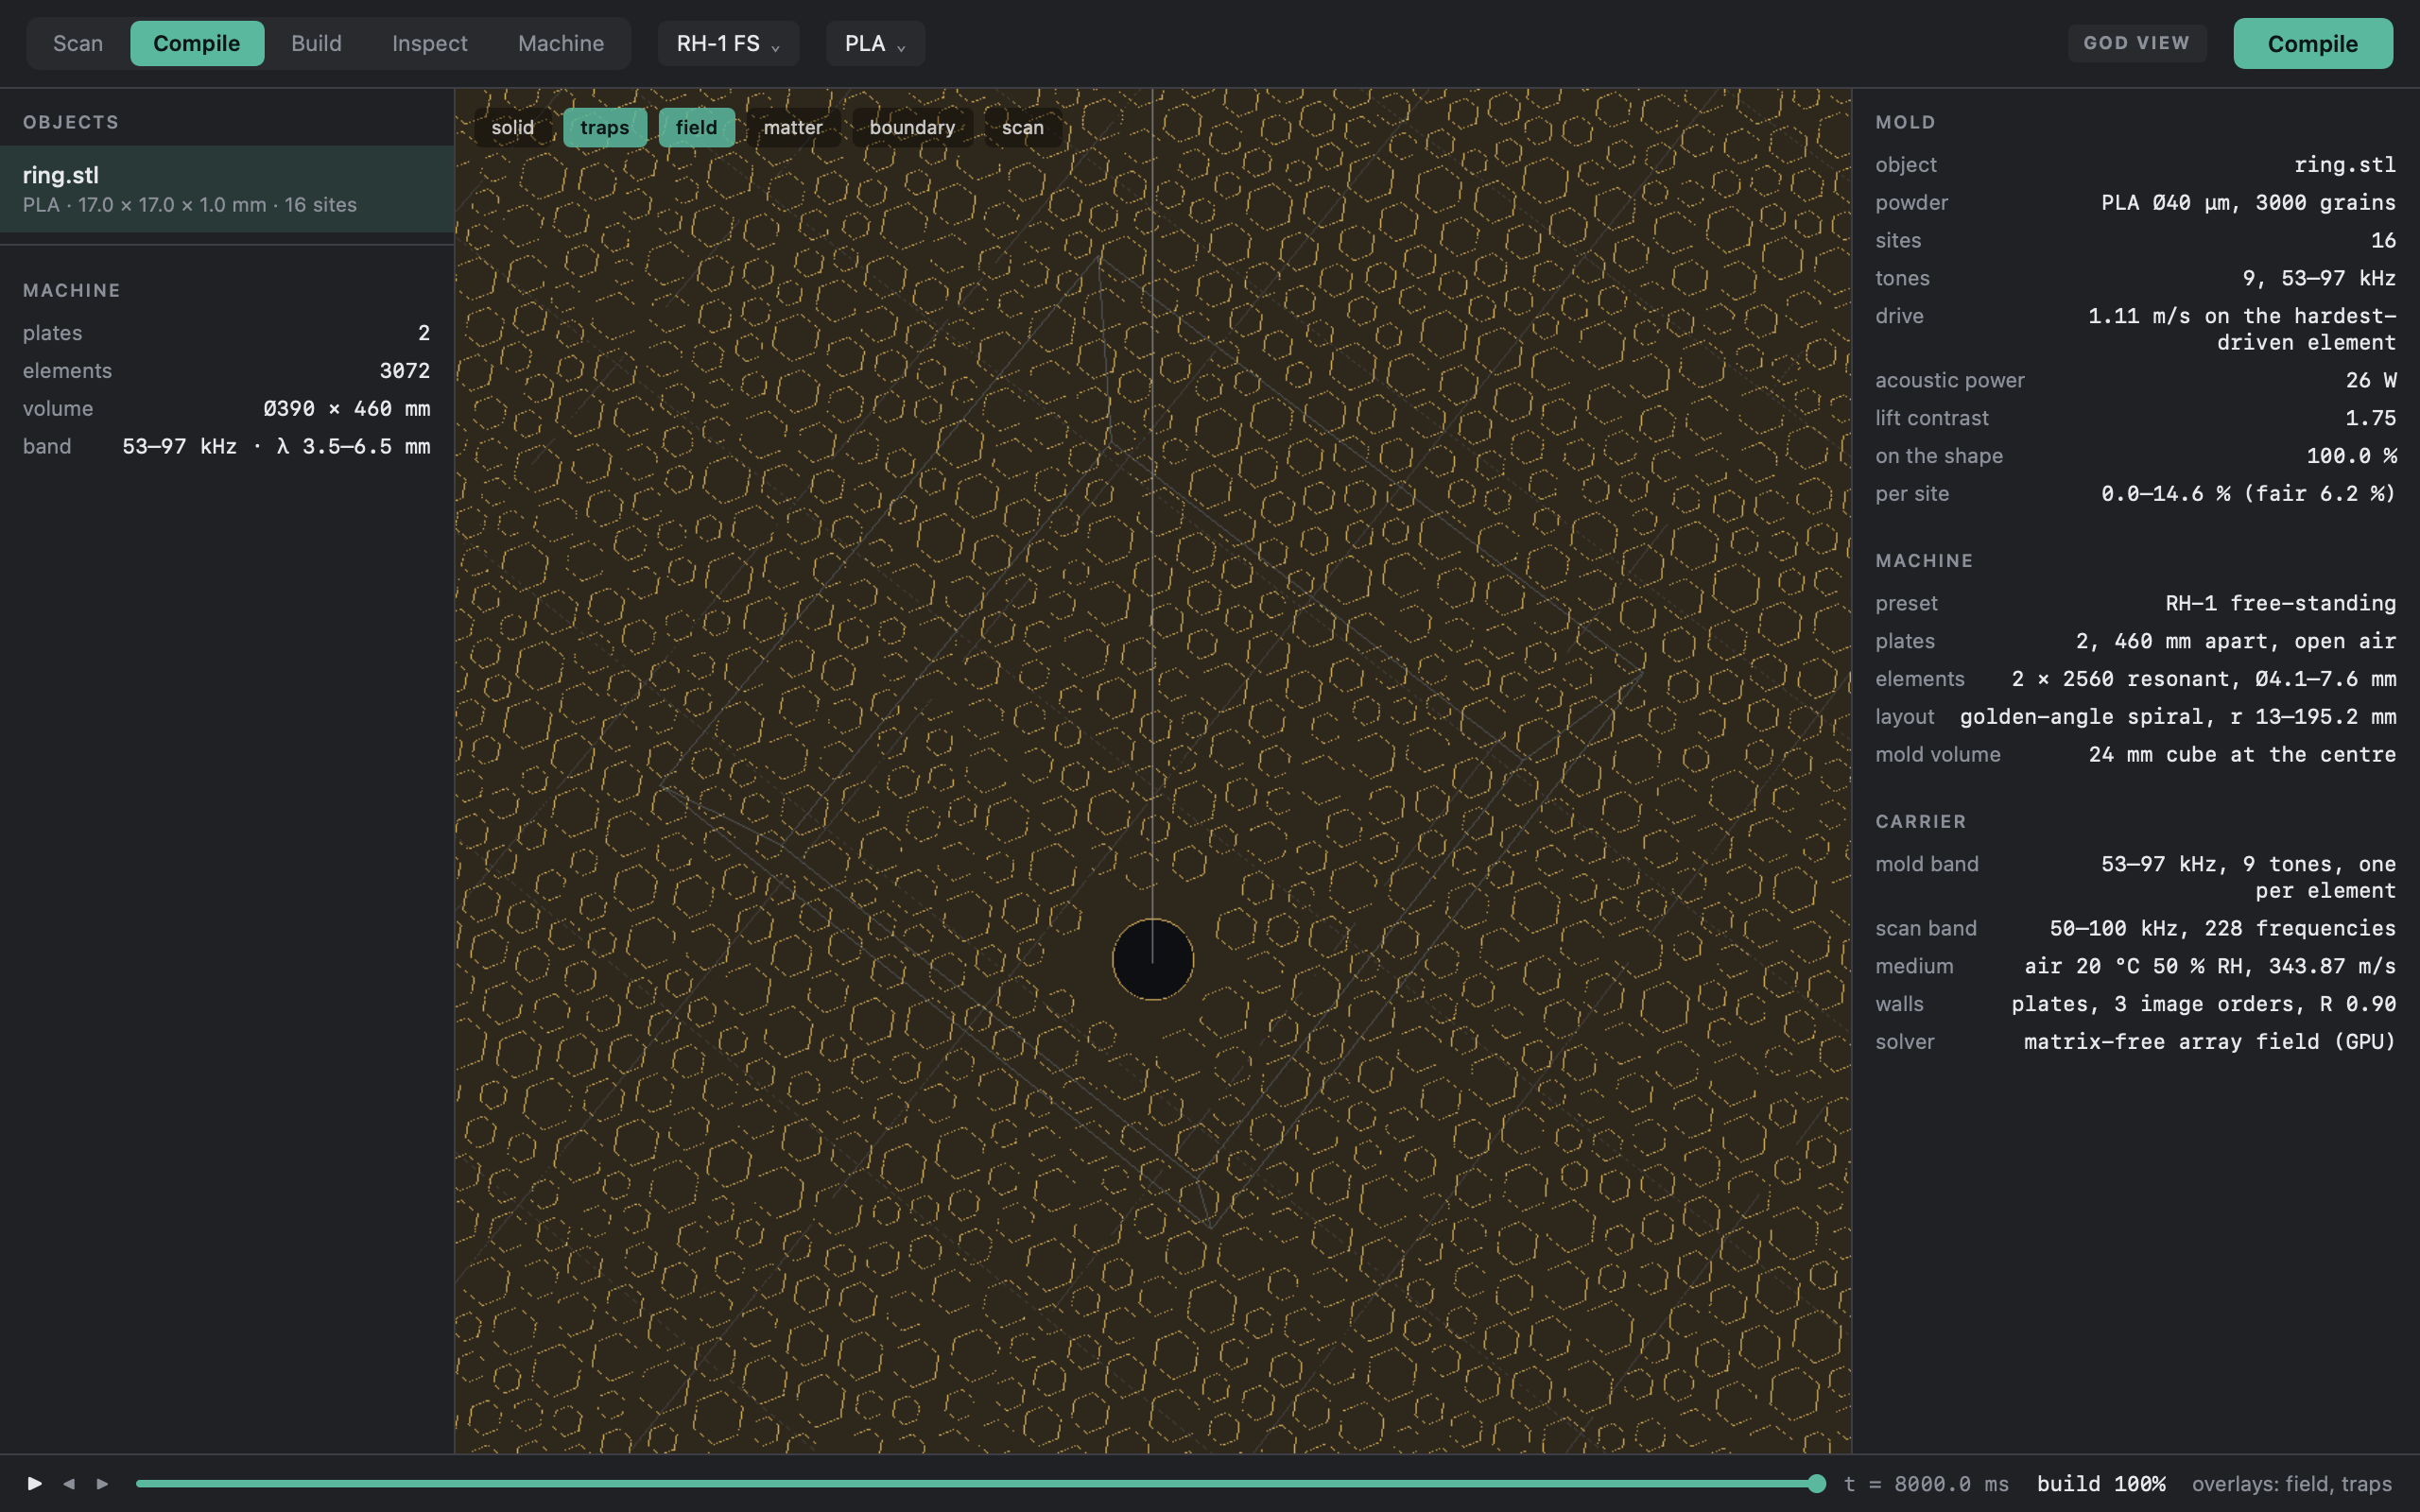 Scan Compile Build Inspect Machine RH-1 FS PLA GOD VIEW Compile
OBJECTS
ring.stl
PLA · 17.0 × 17.0 × 1.0 mm · 16 sites
MACHINE
plates 2
elements 3072
volume Ø390 × 460 mm
band 53–97 kHz · λ 3.5–6.5 mm
solid traps field matter boundary scan
MOLD
object ring.stl
powder PLA Ø40 μm, 3000 grains
sites 16
tones 9, 53–97 kHz
drive 1.11 m/s on the hardest-
driven element
acoustic power 26 W
lift contrast 1.75
on the shape 100.0 %
per site 0.0–14.6 % (fair 6.2 %)
MACHINE
preset RH-1 free-standing
plates 2, 460 mm apart, open air
elements 2 × 2560 resonant, Ø4.1–7.6 mm
layout golden-angle spiral, r 13–195.2 mm
mold volume 24 mm cube at the centre
CARRIER
mold band 53–97 kHz, 9 tones, one
per element
scan band 50–100 kHz, 228 frequencies
medium air 20 °C 50 % RH, 343.87 m/s
walls plates, 3 image orders, R 0.90
solver matrix-free array field (GPU)
t = 8000.0 ms build 100% overlays: field, traps